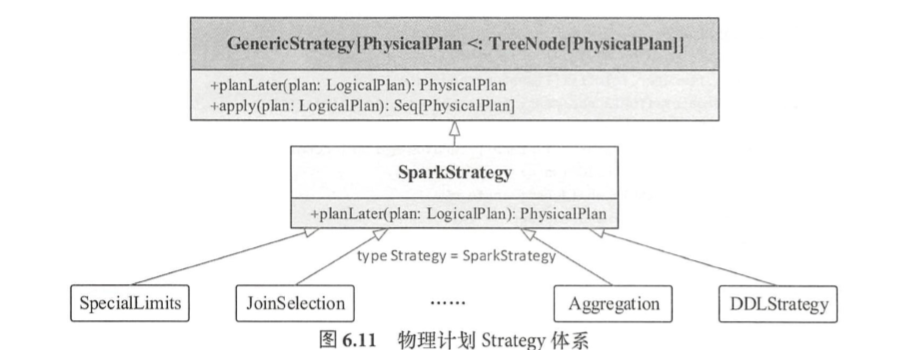 GenericStrategy[PhysicalPlan <: TreeNode[PhysicalPlan]]
+planLater(plan: LogicalPlan): PhysicalPlan
+apply(plan: LogicalPlan): Seq[PhysicalPlan]
SparkStrategy
+planLater(plan: LogicalPlan): PhysicalPlan
type Strategy = SparkStrategy
SpecialLimits JoinSelection …… Aggregation DDLStrategy
图 6.11 物理计划 Strategy 体系